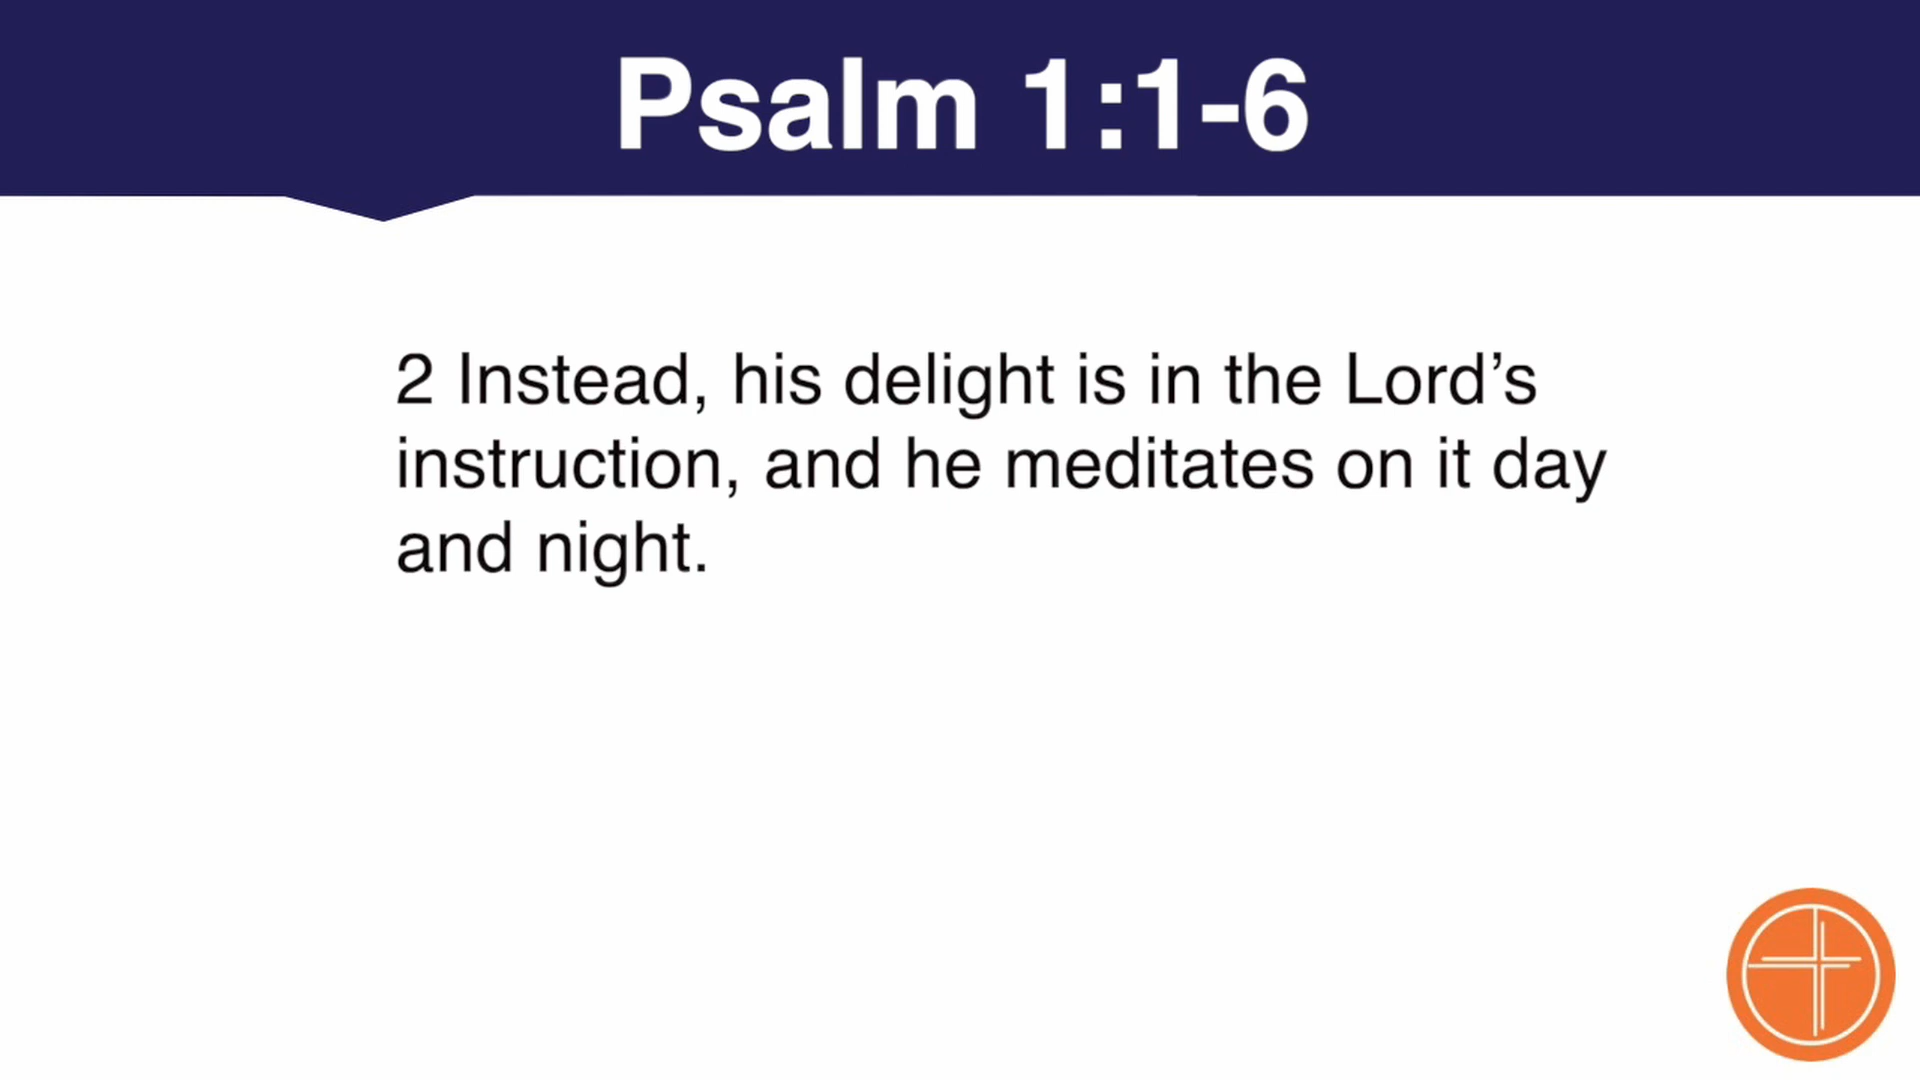 Psalm 1:1-6
2 Instead, his delight is in the Lord’s
instruction, and he meditates on it day
and night.